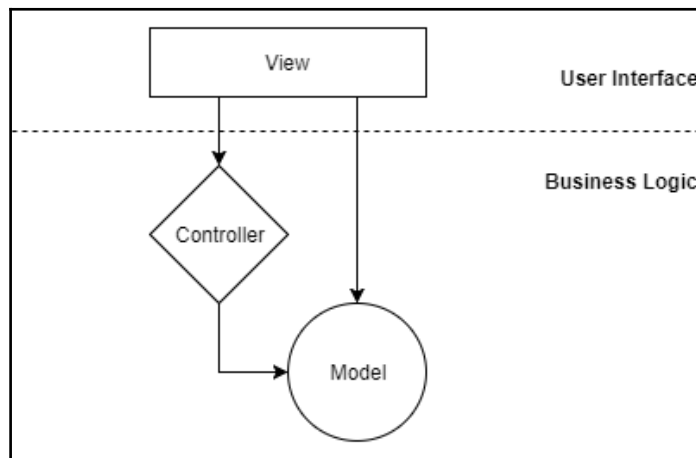 View
User Interface
Business Logic
Controller
Model